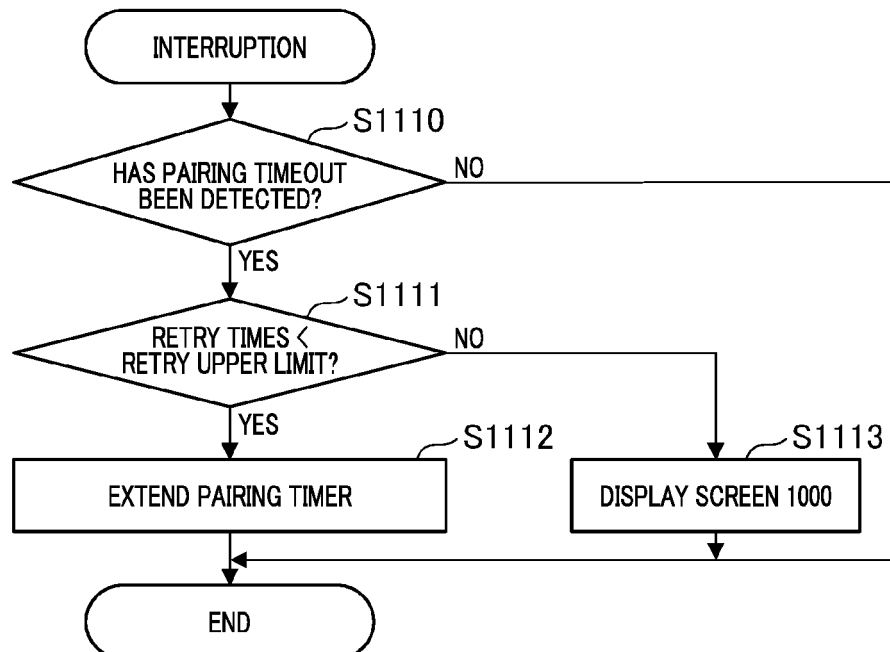 INTERRUPTION
S1110
HAS PAIRING TIMEOUT
BEEN DETECTED?
NO
YES
S1111
RETRY TIMES <
RETRY UPPER LIMIT?
NO
YES
S1112
EXTEND PAIRING TIMER
S1113
DISPLAY SCREEN 1000
END